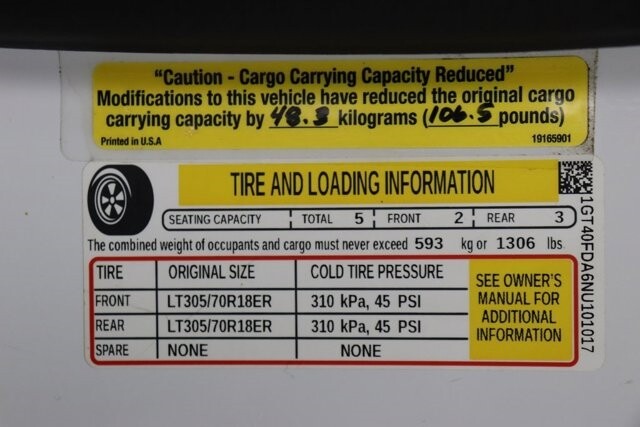 "Caution - Cargo Carrying Capacity Reduced"
Modifications to this vehicle have reduced the original cargo
carrying capacity by 48.3 kilograms (106.5 pounds)
Printed in U.S.A 19165901
TIRE AND LOADING INFORMATION
SEATING CAPACITY TOTAL 5 FRONT 2 REAR 3
The combined weight of occupants and cargo must never exceed 593 kg or 1306 lbs
TIRE ORIGINAL SIZE COLD TIRE PRESSURE
FRONT LT305/70R18ER 310 kPa, 45 PSI
REAR LT305/70R18ER 310 kPa, 45 PSI
SPARE NONE NONE
SEE OWNER'S
MANUAL FOR
ADDITIONAL
INFORMATION
1GT40FDA6NU101017